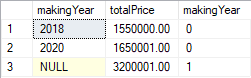 makingYear totalPrice makingYear
1 2018 1550000.00 0
2 2020 1650001.00 0
3 NULL 3200001.00 1